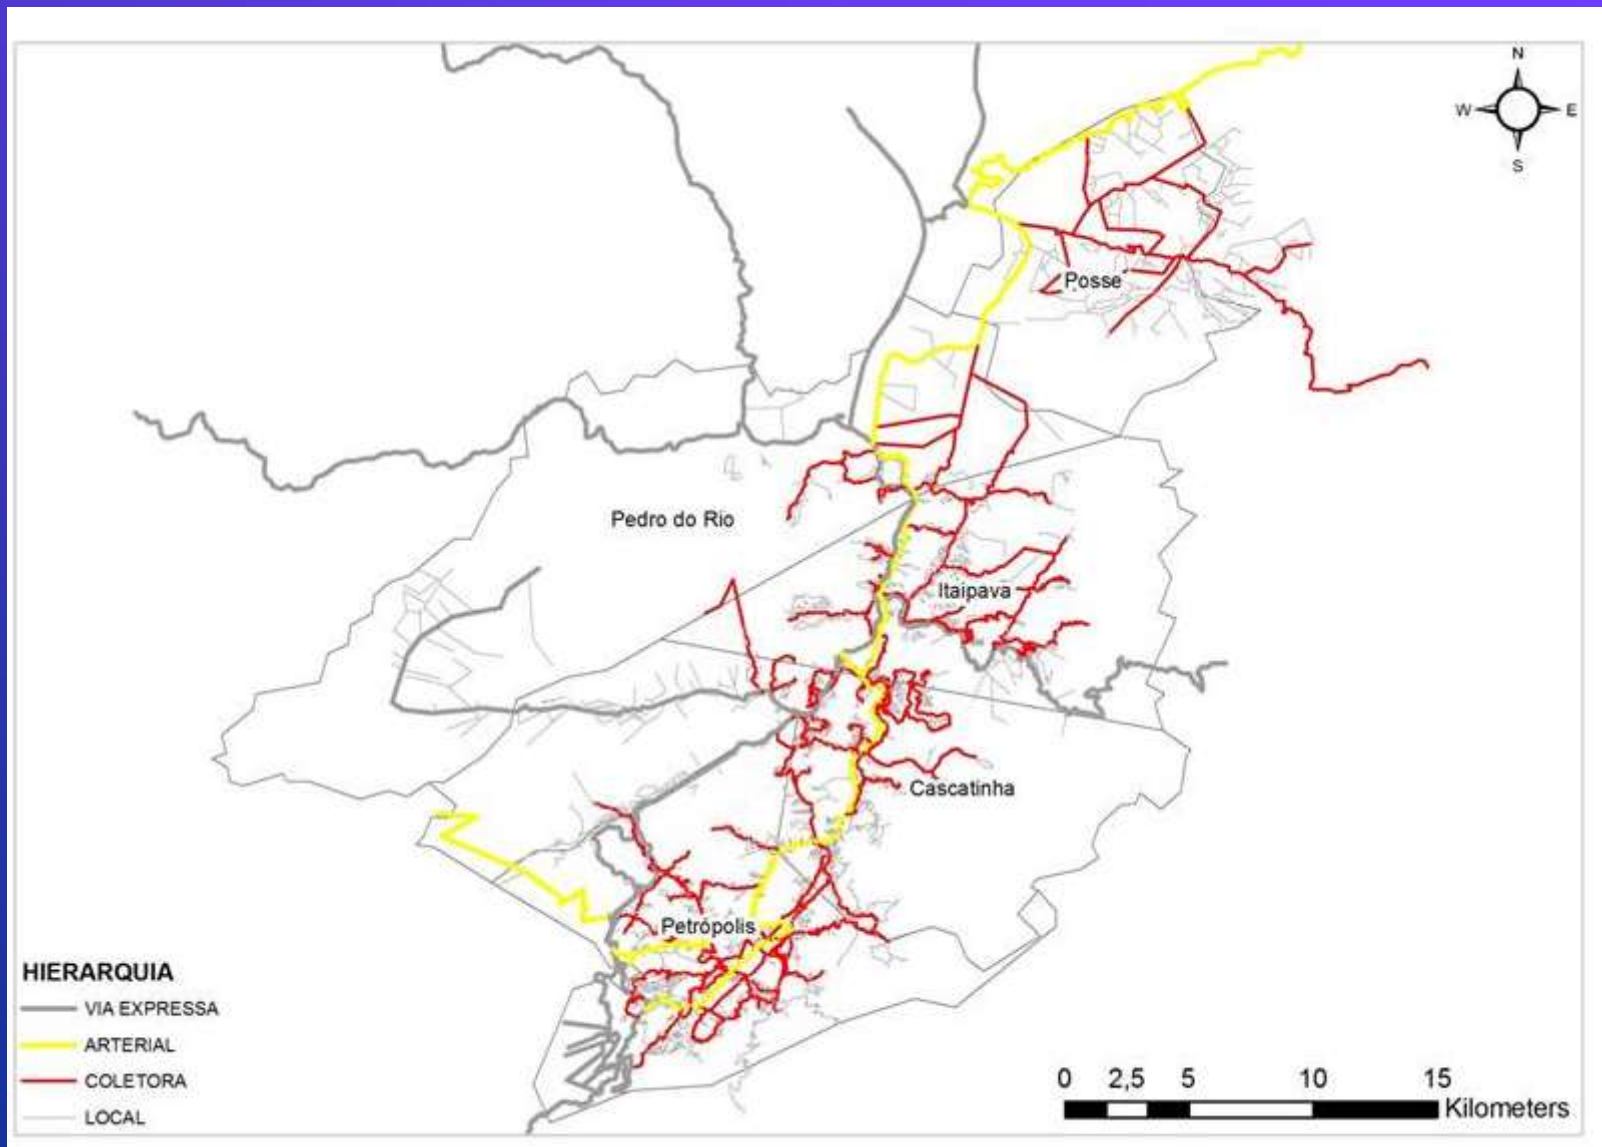 N
W E
S
Posse
Pedro do Rio
Itaipava
Cascatinha
Petrópolis
HIERARQUIA
VIA EXPRESSA
ARTERIAL
COLETORA
LOCAL
0 2,5 5 10 15
Kilometers